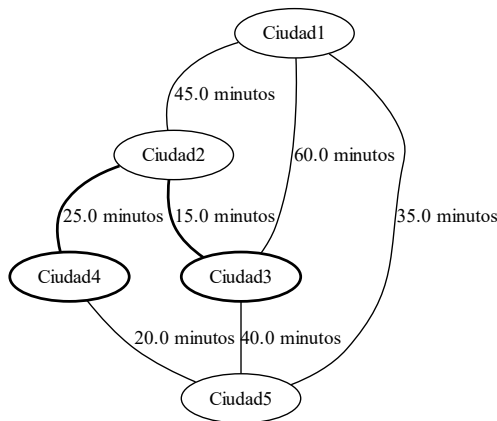 Ciudad1
45.0 minutos
Ciudad2
60.0 minutos
25.0 minutos
15.0 minutos
35.0 minutos
Ciudad4
Ciudad3
20.0 minutos
40.0 minutos
Ciudad5